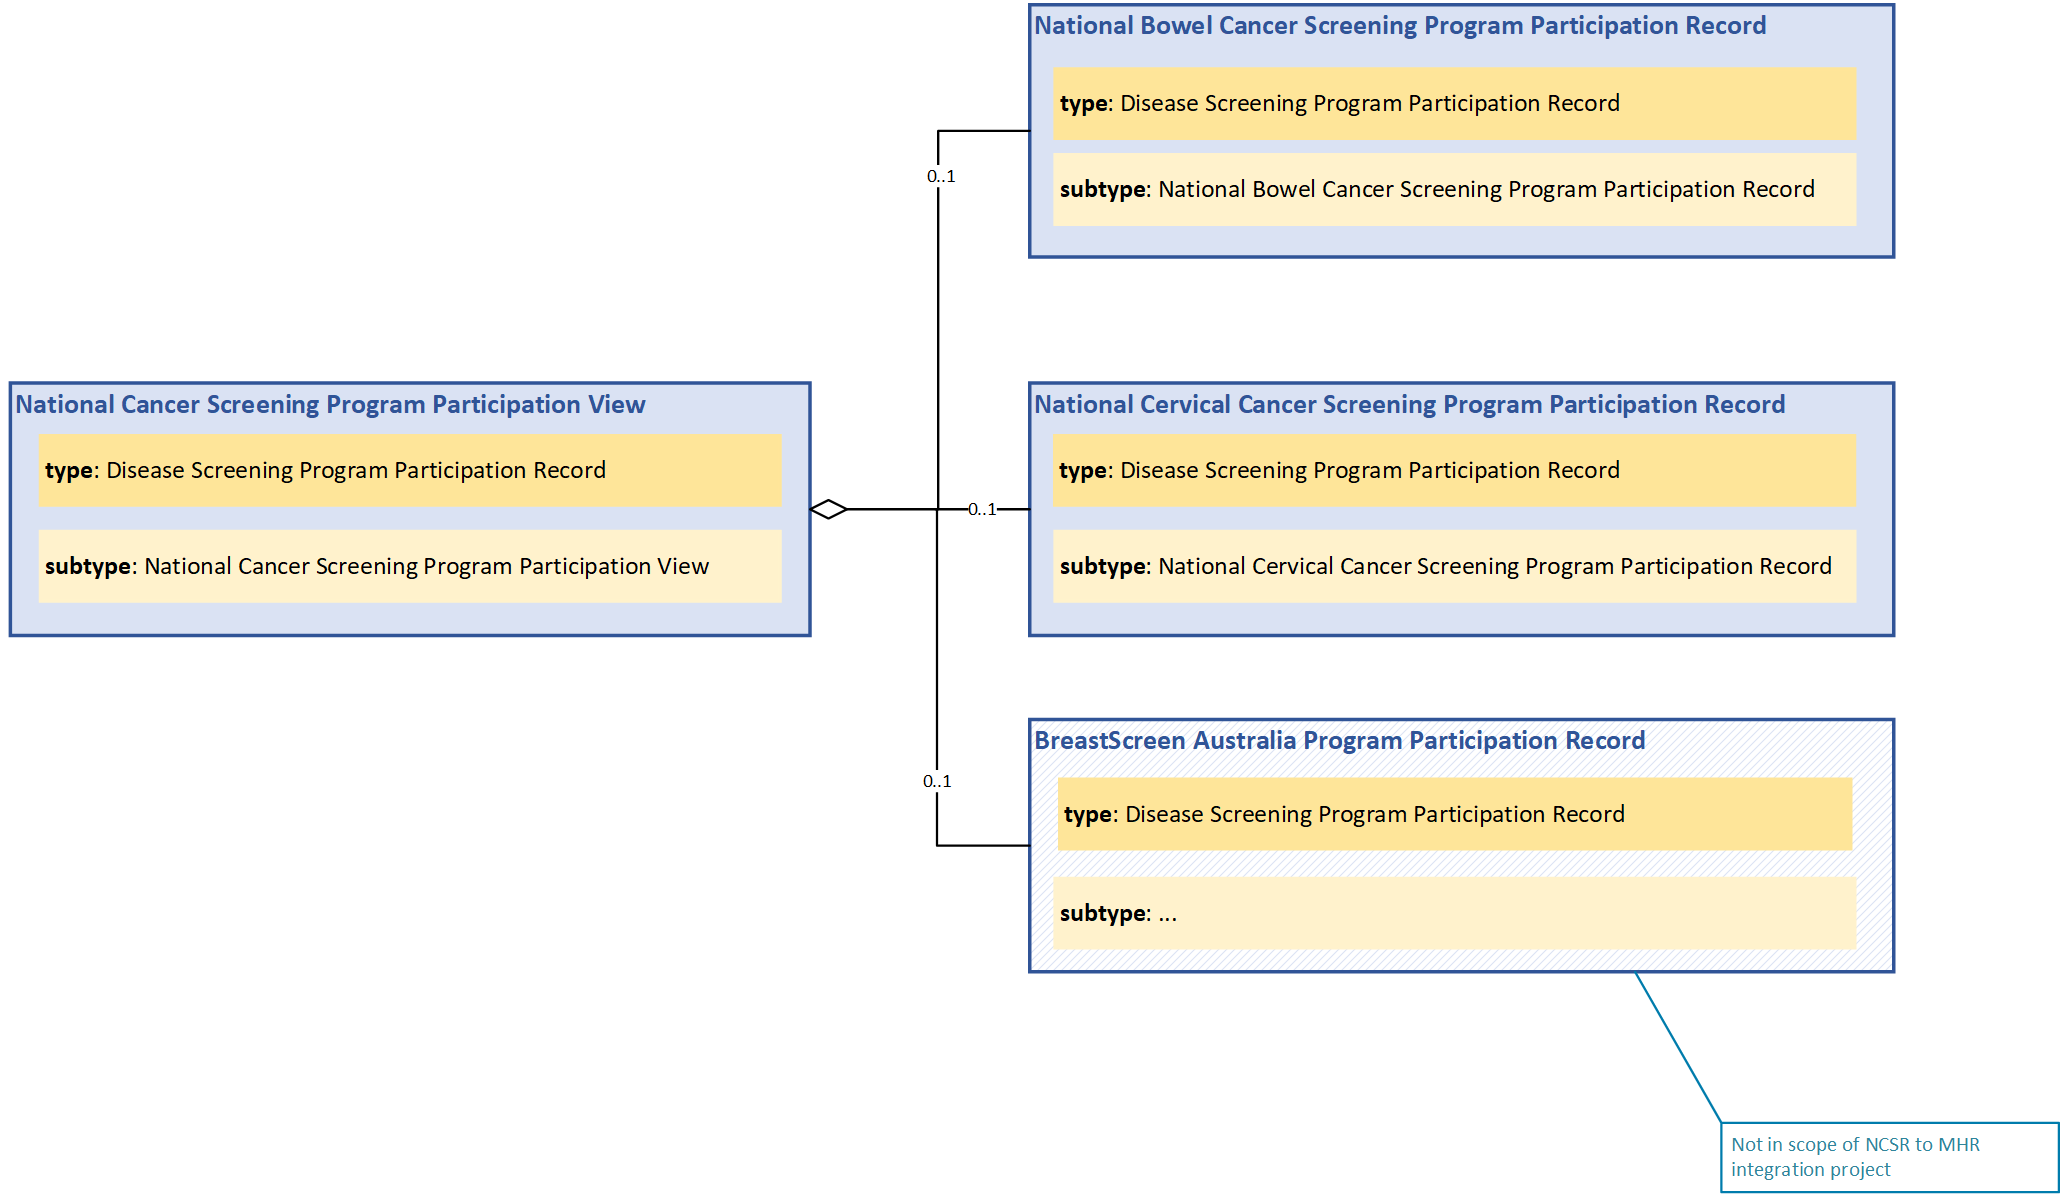 National Bowel Cancer Screening Program Participation Record
type: Disease Screening Program Participation Record
0..1
subtype: National Bowel Cancer Screening Program Participation Record
National Cancer Screening Program Participation View
type: Disease Screening Program Participation Record
subtype: National Cancer Screening Program Participation View
National Cervical Cancer Screening Program Participation Record
type: Disease Screening Program Participation Record
0..1
subtype: National Cervical Cancer Screening Program Participation Record
BreastScreen Australia Program Participation Record
0..1
type: Disease Screening Program Participation Record
subtype: ...
Not in scope of NCSR to MHR
integration project